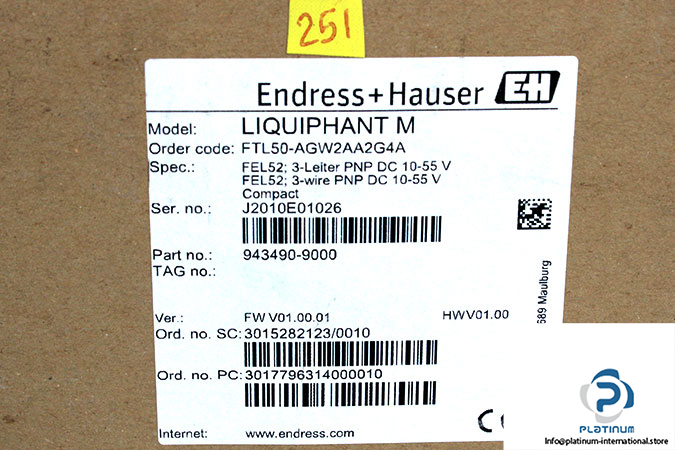 251
Endress+Hauser EH
Model: LIQUIPHANT M
Order code: FTL50-AGW2AA2G4A
Spec.: FEL52; 3-Leiter PNP DC 10-55 V
FEL52; 3-wire PNP DC 10-55 V
Compact
Ser. no.: J2010E01026
Part no.: 943490-9000
TAG no.:
Ver.: FW V01.00.01 HW V01.00
Ord. no. SC: 3015282123/0010
Ord. no. PC: 3017796314000010
Internet: www.endress.com
689 Maulburg
PLATINUM
Info@platinum-international.store